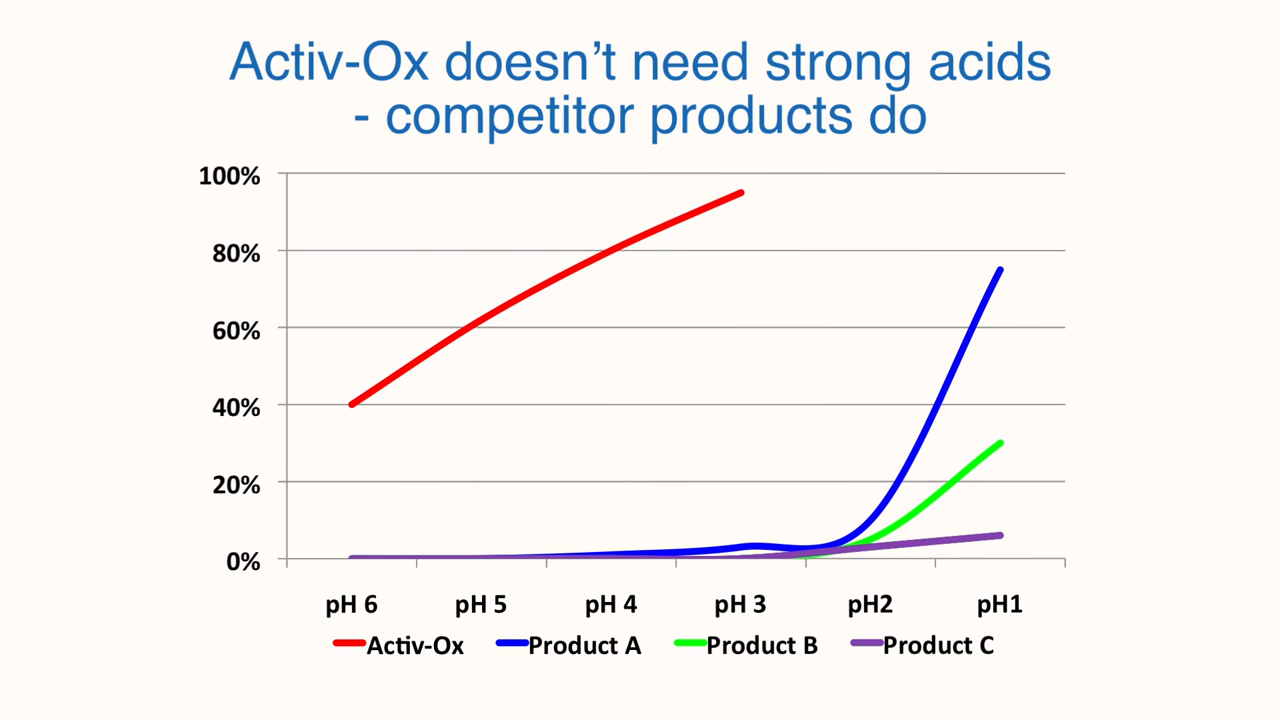 Activ-Ox doesn’t need strong acids
- competitor products do
100%
80%
60%
40%
20%
0%
pH 6 pH 5 pH 4 pH 3 pH2 pH1
Activ-Ox Product A Product B Product C